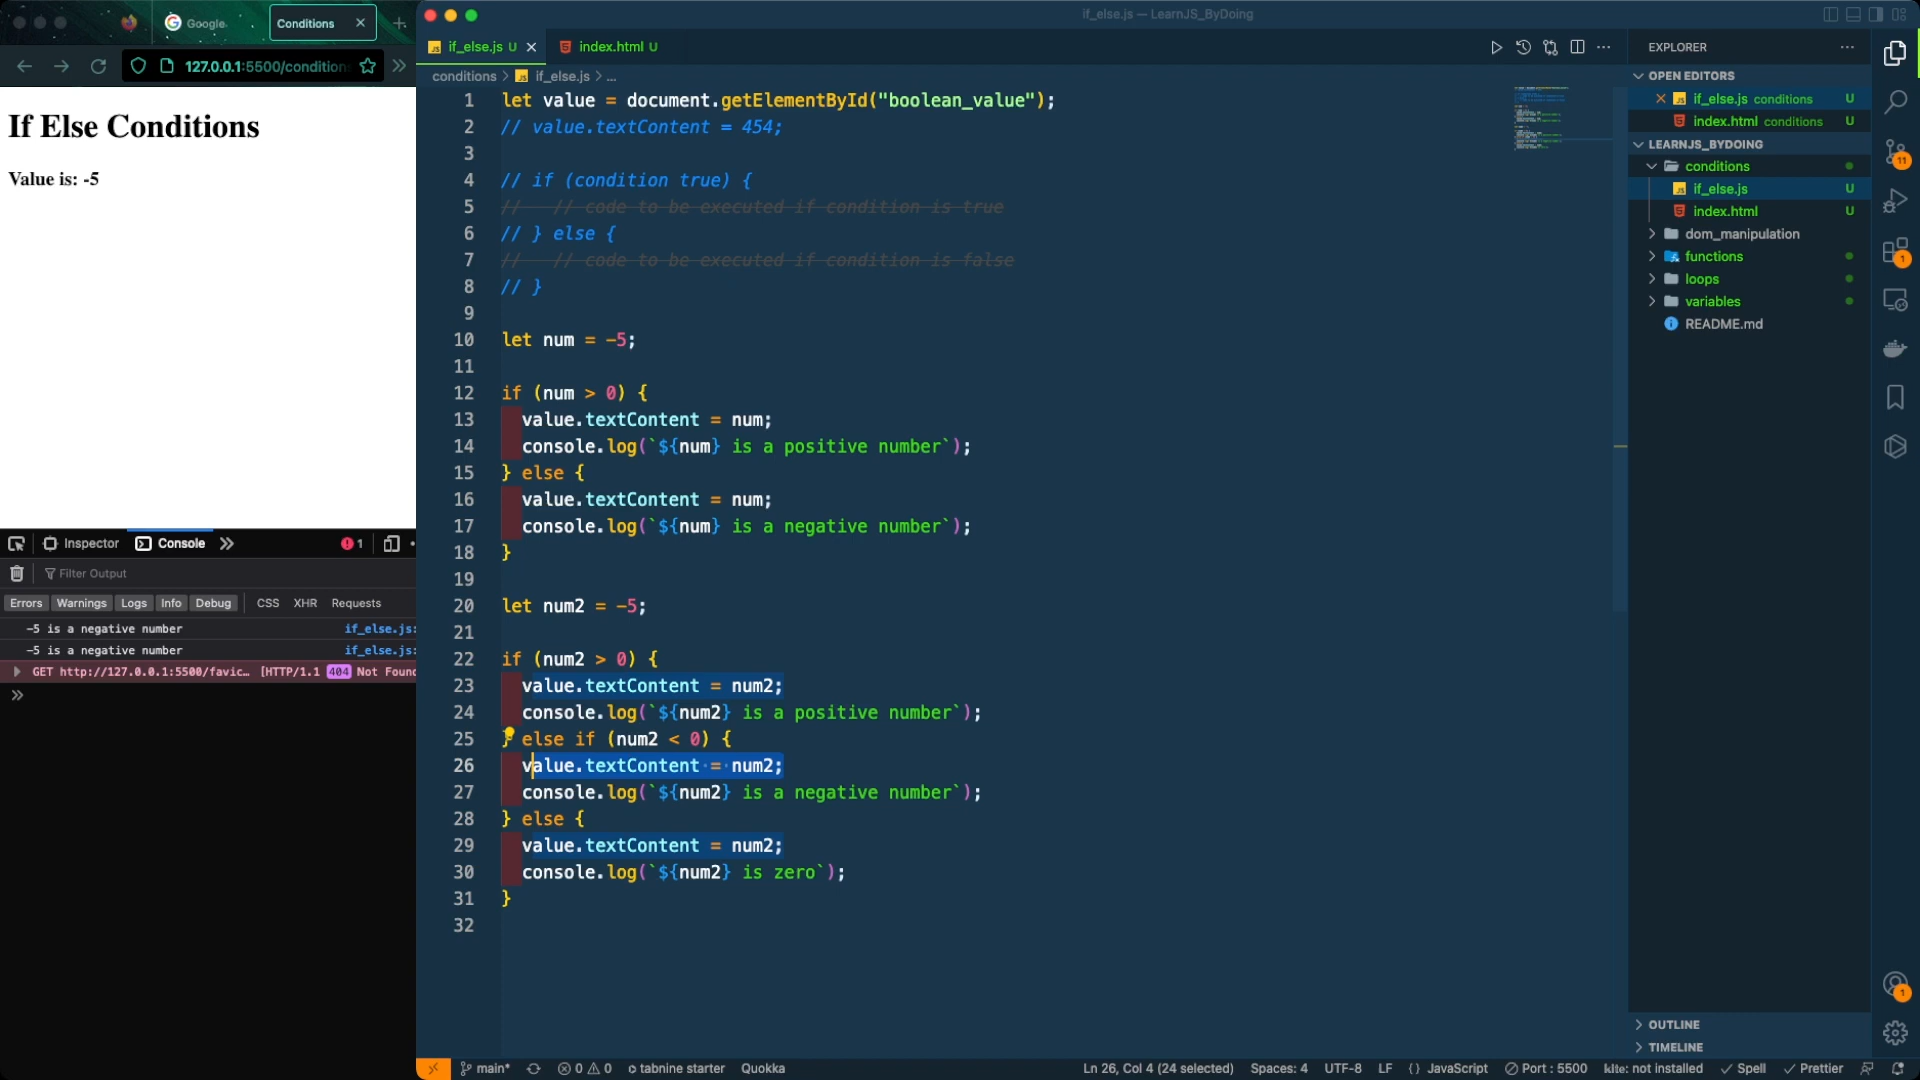 Google
Conditions
127.0.0.1:5500/condition
If Else Conditions
Value is: -5
Inspector
Console
1
Filter Output
Errors
Warnings
Logs
Info
Debug
CSS
XHR
Requests
-5 is a negative number if_else.js:
-5 is a negative number if_else.js:
GET http://127.0.0.1:5500/favic… [HTTP/1.1 404 Not Found
if_else.js — LearnJS_ByDoing
if_else.js U
index.html U
conditions > if_else.js > ...
1 let value = document.getElementById("boolean_value");
2 // value.textContent = 454;
3
4 // if (condition true) {
5 //   // code to be executed if condition is true
6 // } else {
7 //   // code to be executed if condition is false
8 // }
9
10 let num = -5;
11
12 if (num > 0) {
13   value.textContent = num;
14   console.log(`${num} is a positive number`);
15 } else {
16   value.textContent = num;
17   console.log(`${num} is a negative number`);
18 }
19
20 let num2 = -5;
21
22 if (num2 > 0) {
23   value.textContent = num2;
24   console.log(`${num2} is a positive number`);
25 } else if (num2 < 0) {
26   value.textContent = num2;
27   console.log(`${num2} is a negative number`);
28 } else {
29   value.textContent = num2;
30   console.log(`${num2} is zero`);
31 }
32
EXPLORER
OPEN EDITORS
if_else.js conditions U
index.html conditions U
LEARNJS_BYDOING
conditions
if_else.js U
index.html U
dom_manipulation
functions
loops
variables
README.md
OUTLINE
TIMELINE
11
1
1
main*
0
0
tabnine starter
Quokka
Ln 26, Col 4 (24 selected)
Spaces: 4
UTF-8
LF
{} JavaScript
Port : 5500
kite: not installed
Spell
Prettier